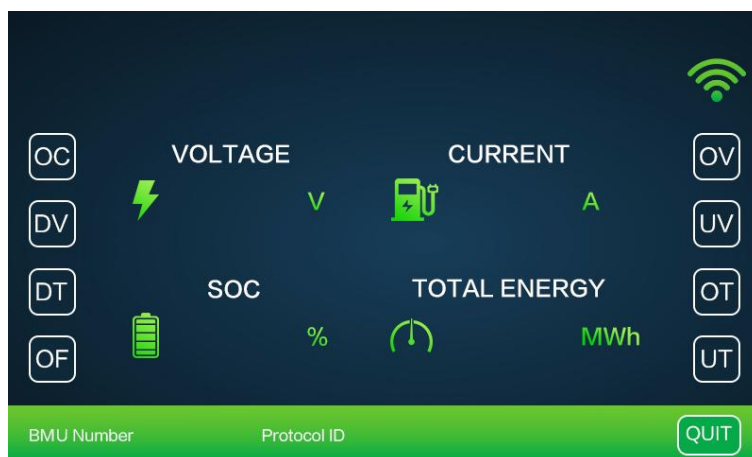 OC VOLTAGE CURRENT OV
V A
DV UV
DT SOC TOTAL ENERGY OT
% MWh
OF UT
BMU Number Protocol ID QUIT